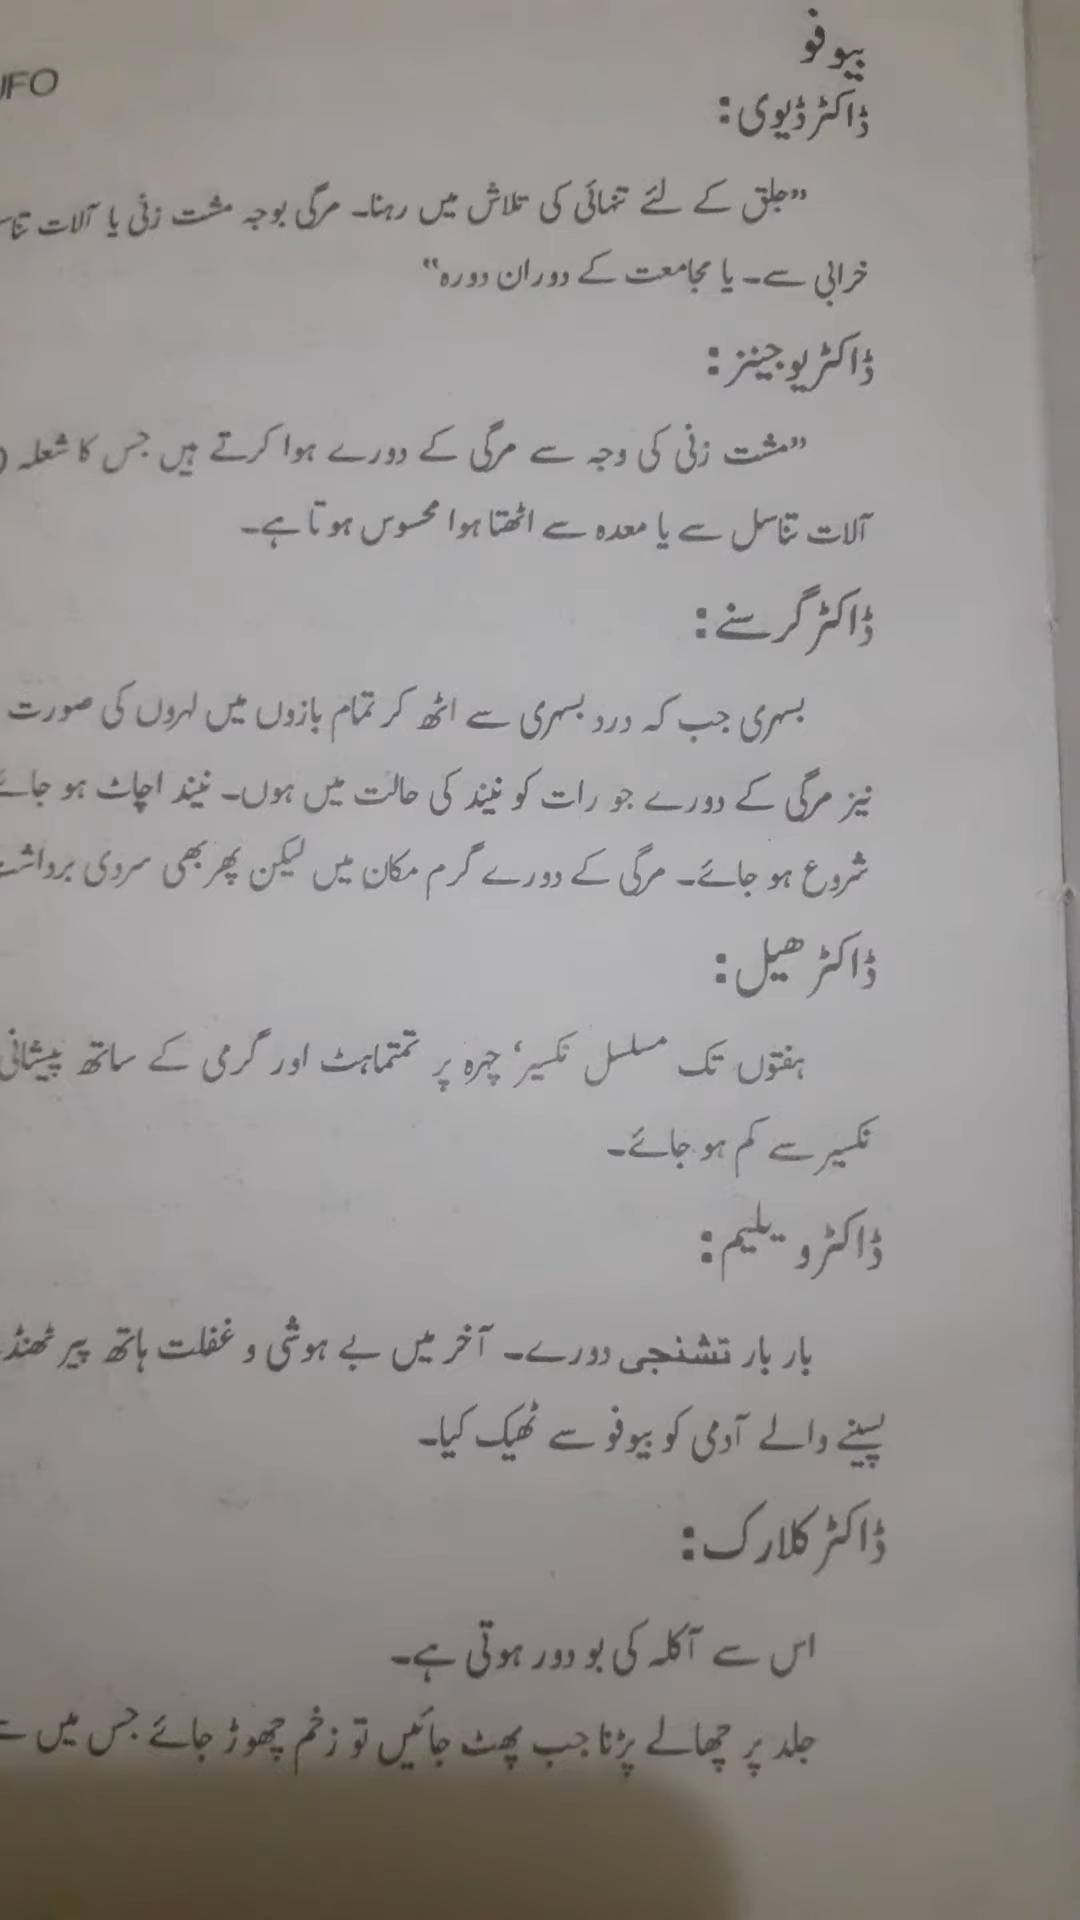 بیوفو
UFO
ڈاکٹر ڈیوی:
”جلق کے لئے تنہائی کی تلاش میں رہنا۔ مرگی بوجہ مشت زنی یا آلات
خرابی سے۔ یا مجامعت کے دوران دورہ“
ڈاکٹر یو جینز:
”مشت زنی کی وجہ سے مرگی کے دورے ہوا کرتے ہیں جس کا شعلہ (
آلات تناسل سے یا معدہ سے اٹھتا ہوا محسوس ہوتا ہے۔
ڈاکٹر گرسنے:
بسہری جب کہ درد بسہری سے اٹھ کر تمام بازوں میں لہروں کی صورت
نیز مرگی کے دورے جو رات کو نیند کی حالت میں ہوں۔ نیند اچاٹ ہو جائے
شروع ہو جائے۔ مرگی کے دورے گرم مکان میں لیکن پھر بھی سردی
ڈاکٹر ھیل:
ہفتوں تک مسلسل نکسیر، چہرہ پر تمتماہٹ اور گرمی کے ساتھ پیشانی
نکسیر سے کم ہو جائے۔
ڈاکٹر ویلیم:
بار بار تشنجی دورے۔ آخر میں بے ہوشی و غفلت ہاتھ پیر
پسینے والے آدمی کو بیوفو سے ٹھیک کیا۔
ڈاکٹر کلارک:
اس سے آکلہ کی بو دور ہوتی ہے۔
جلد پر چھالے پڑنا جب پھٹ جائیں تو زخم چھوڑ جائے جس میں